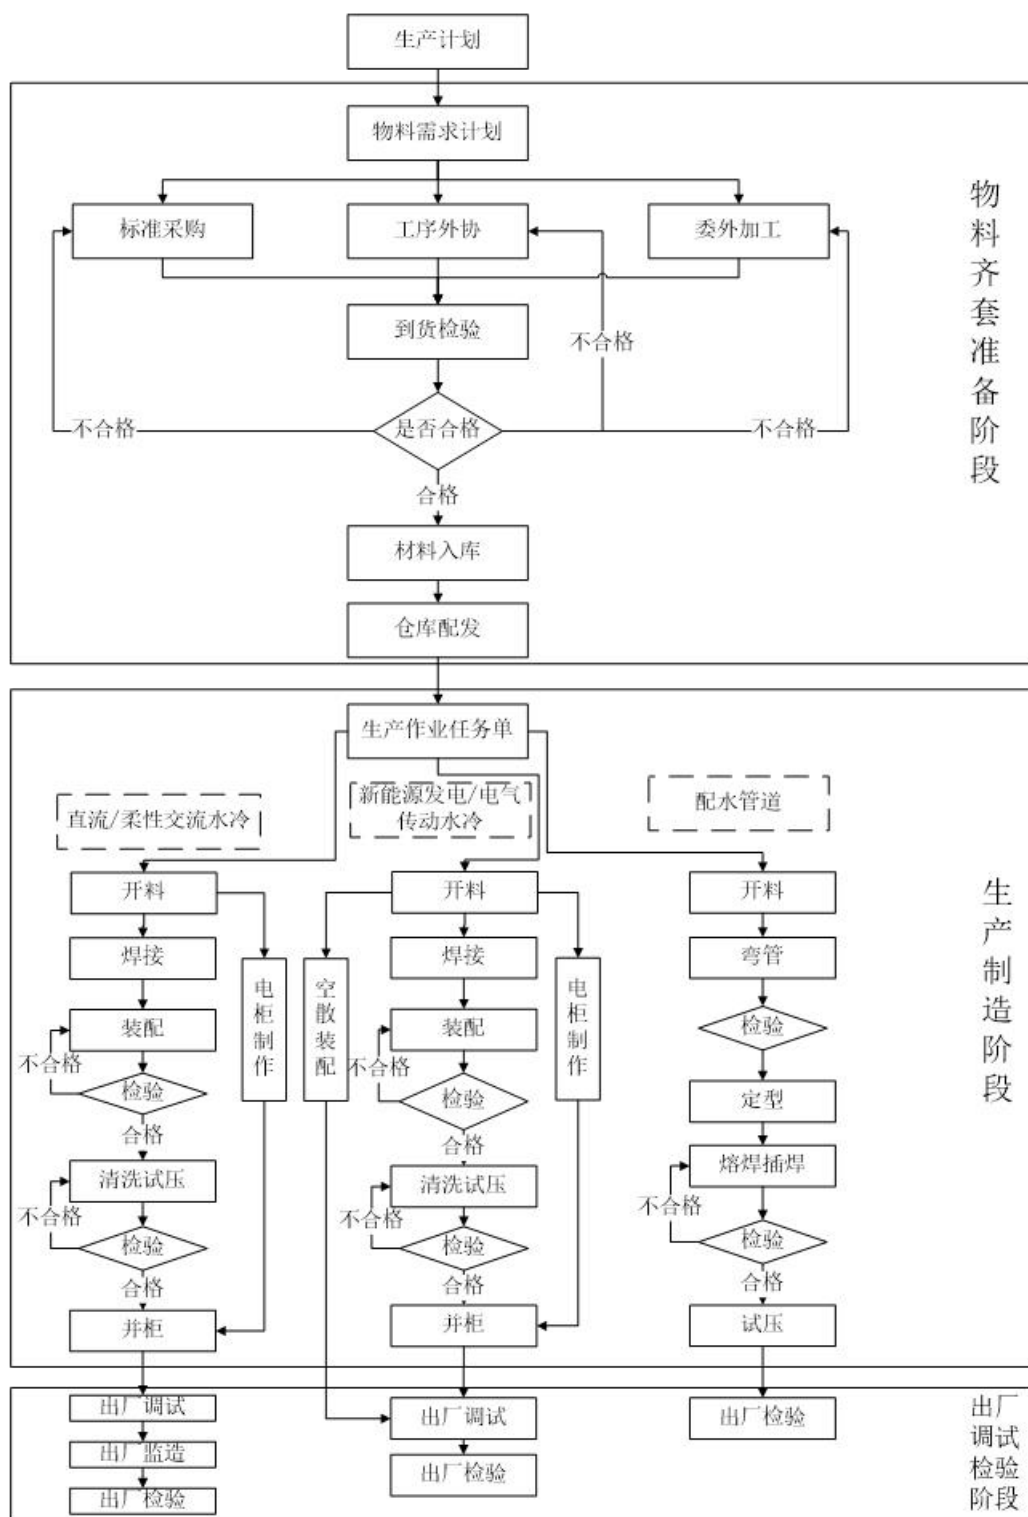 生产计划
物料需求计划
标准采购
工序外协
委外加工
到货检验
不合格
不合格
是否合格
不合格
合格
材料入库
仓库配发
物料齐套准备阶段
生产作业任务单
直流/柔性交流水冷
新能源发电/电气
传动水冷
配水管道
开料
焊接
装配
不合格
检验
合格
清洗试压
不合格
检验
合格
并柜
电柜制作
空散装配
开料
焊接
装配
不合格
检验
合格
清洗试压
不合格
检验
合格
并柜
电柜制作
开料
弯管
检验
定型
熔焊插焊
不合格
检验
合格
试压
生产制造阶段
出厂调试
出厂监造
出厂检验
出厂调试
出厂检验
出厂检验
出厂
调试
检验
阶段